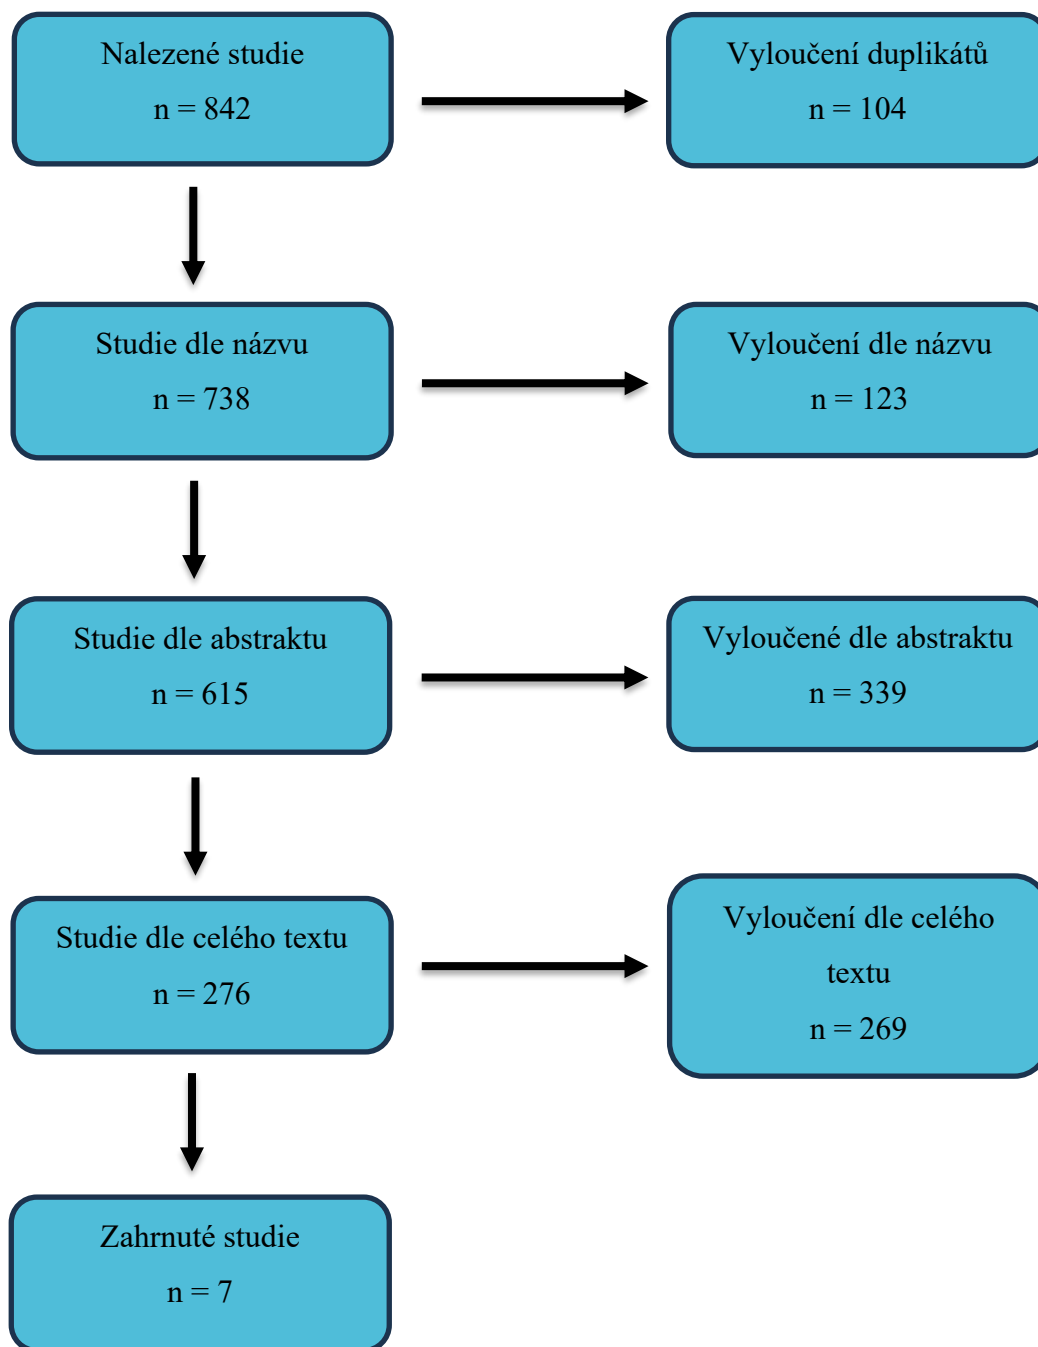 Nalezené studie
n = 842
Vyloučení duplikátů
n = 104
Studie dle názvu
n = 738
Vyloučení dle názvu
n = 123
Studie dle abstraktu
n = 615
Vyloučené dle abstraktu
n = 339
Studie dle celého textu
n = 276
Vyloučení dle celého
textu
n = 269
Zahrnuté studie
n = 7